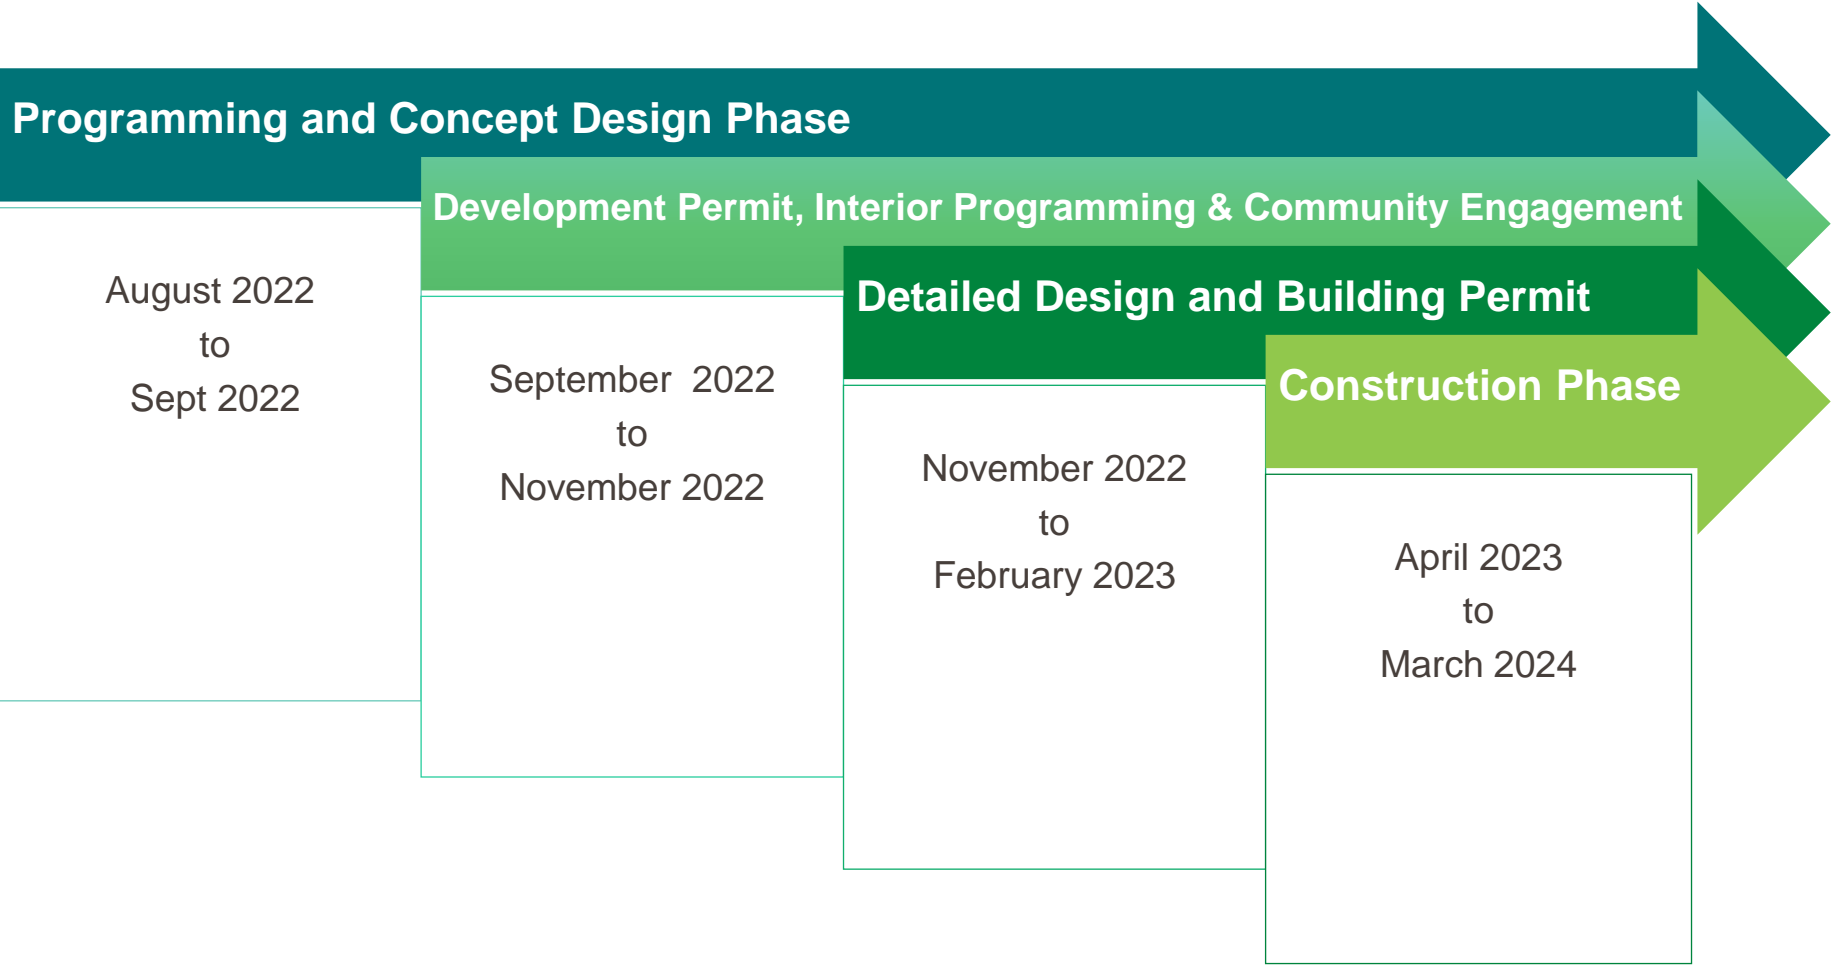 Programming and Concept Design Phase
August 2022
to
Sept 2022
Development Permit, Interior Programming & Community Engagement
September  2022
to
November 2022
Detailed Design and Building Permit
November 2022
to
February 2023
Construction Phase
April 2023
to
March 2024